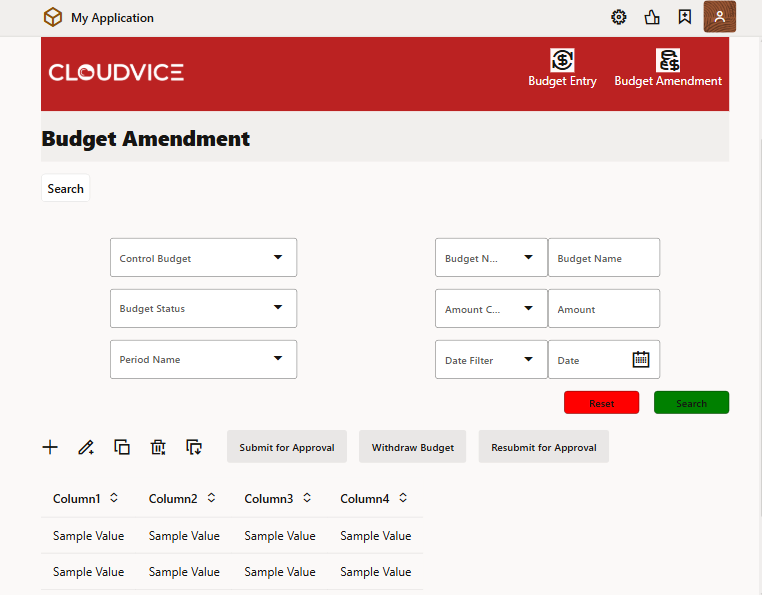 My Application
CLOUDVICE
Budget Entry
Budget Amendment
Budget Amendment
Search
Control Budget
Budget N...
Budget Name
Budget Status
Amount C...
Amount
Period Name
Date Filter
Date
Reset
Search
Submit for Approval
Withdraw Budget
Resubmit for Approval
Column1 Column2 Column3 Column4
Sample Value Sample Value Sample Value Sample Value
Sample Value Sample Value Sample Value Sample Value